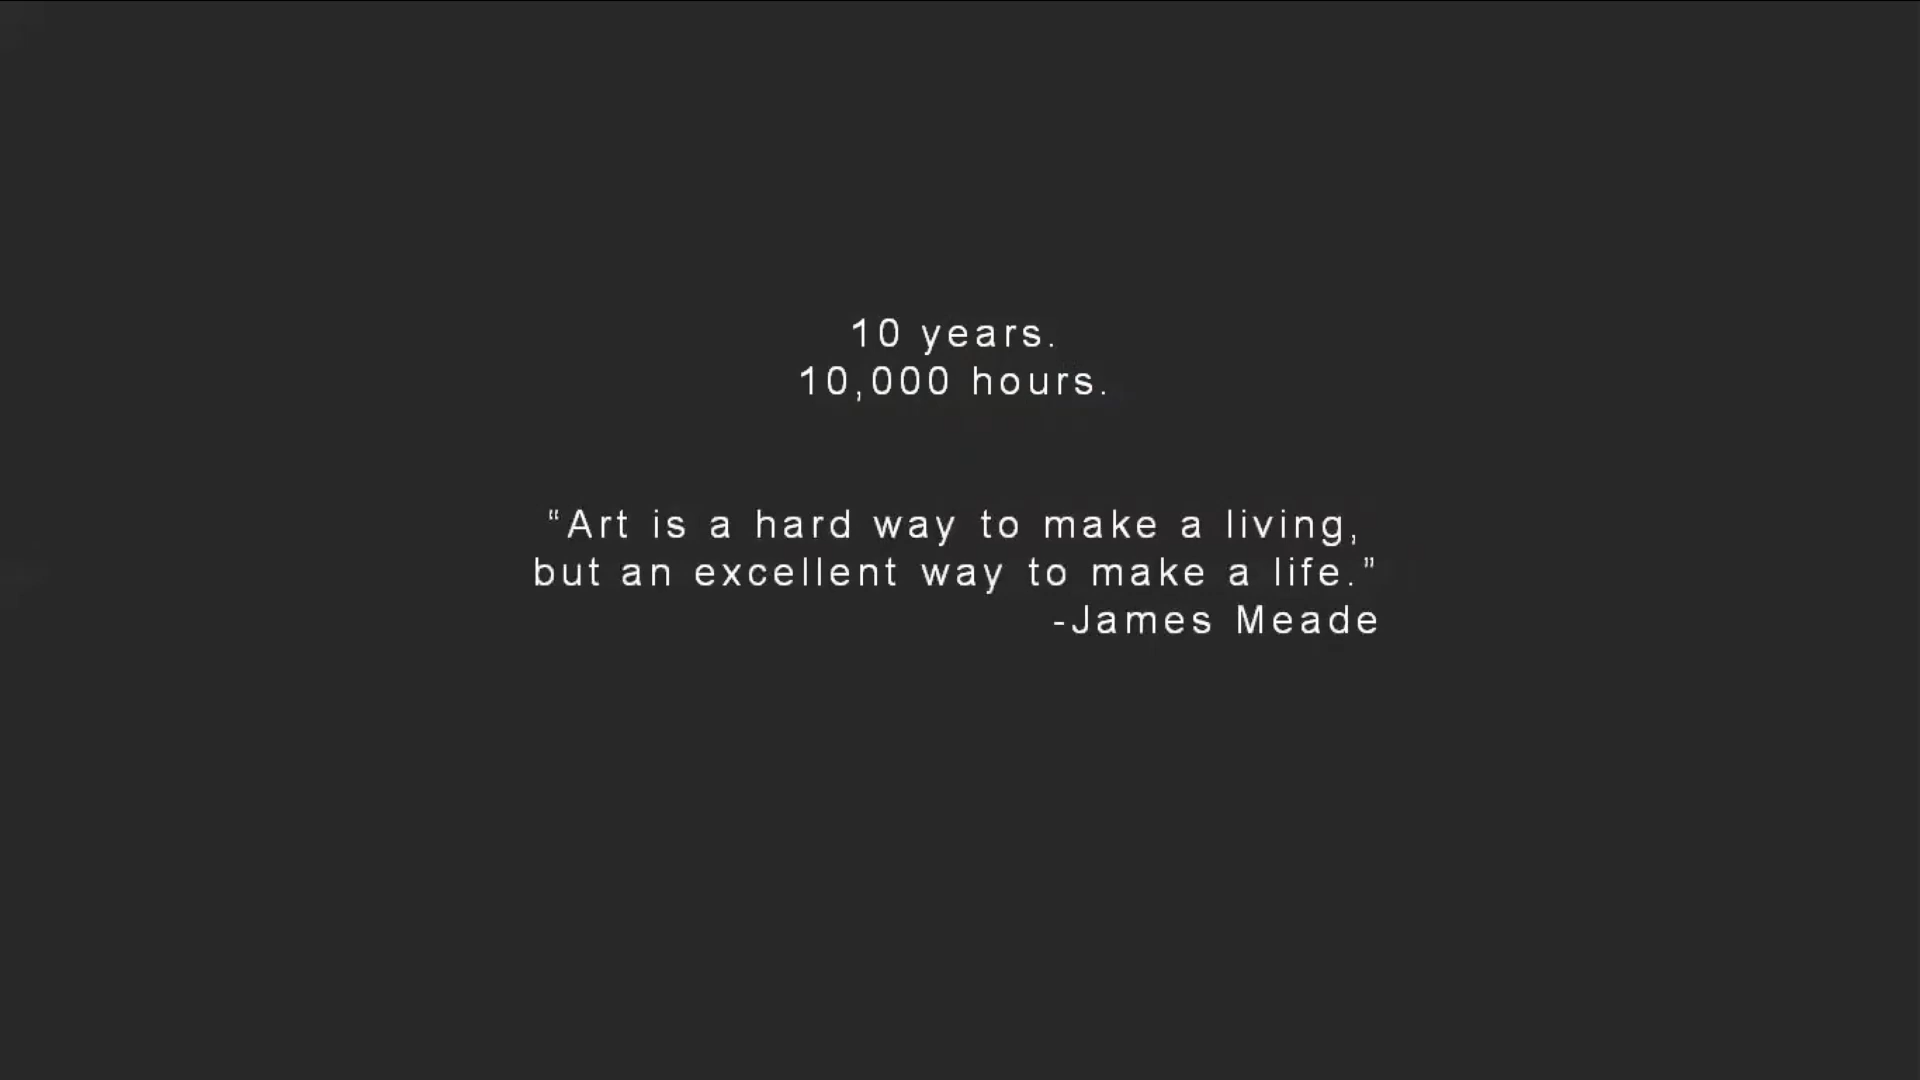 10 years.
10,000 hours.
“Art is a hard way to make a living,
but an excellent way to make a life.”
-James Meade